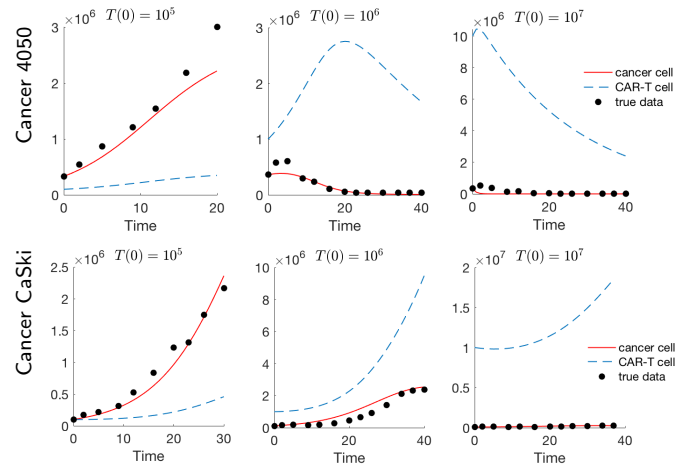 Cancer 4050
×10⁶ T(0) = 10⁵
3
2
1
0
0 10 20
Time
×10⁶ T(0) = 10⁶
3
2
1
0
0 20 40
Time
×10⁶ T(0) = 10⁷
10
8
6
4
2
0
0 20 40
Time
cancer cell
CAR-T cell
true data
Cancer CaSki
×10⁶ T(0) = 10⁵
2.5
2
1.5
1
0.5
0
0 10 20 30
Time
×10⁶ T(0) = 10⁶
10
8
6
4
2
0
0 20 40
Time
×10⁷ T(0) = 10⁷
2
1.5
1
0.5
0
0 20 40
Time
cancer cell
CAR-T cell
true data